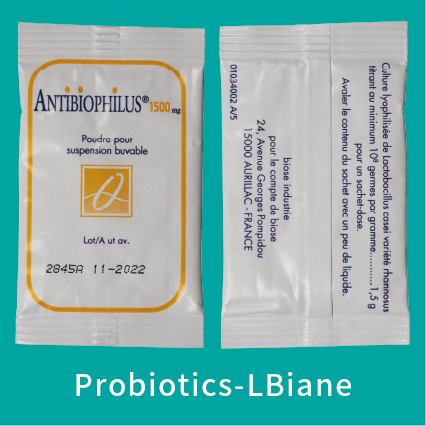 ANTIBIOPHILUS® 1500 mg
Poudre pour
suspension buvable
Lot/A ut av.
2845A 11-2022
Culture lyophilisée de Lactobacillus casei variété rhamnosis
titrant au minimum 10⁸ germes par gramme...........1,5 g
pour un sachet-dose.
Avaler le contenu du sachet avec un peu de liquide.
biose industrie
pour le compte de biose
24, Avenue Georges Pompidou
15000 AURILLAC - FRANCE
01034002 A/5
Probiotics-LBiane